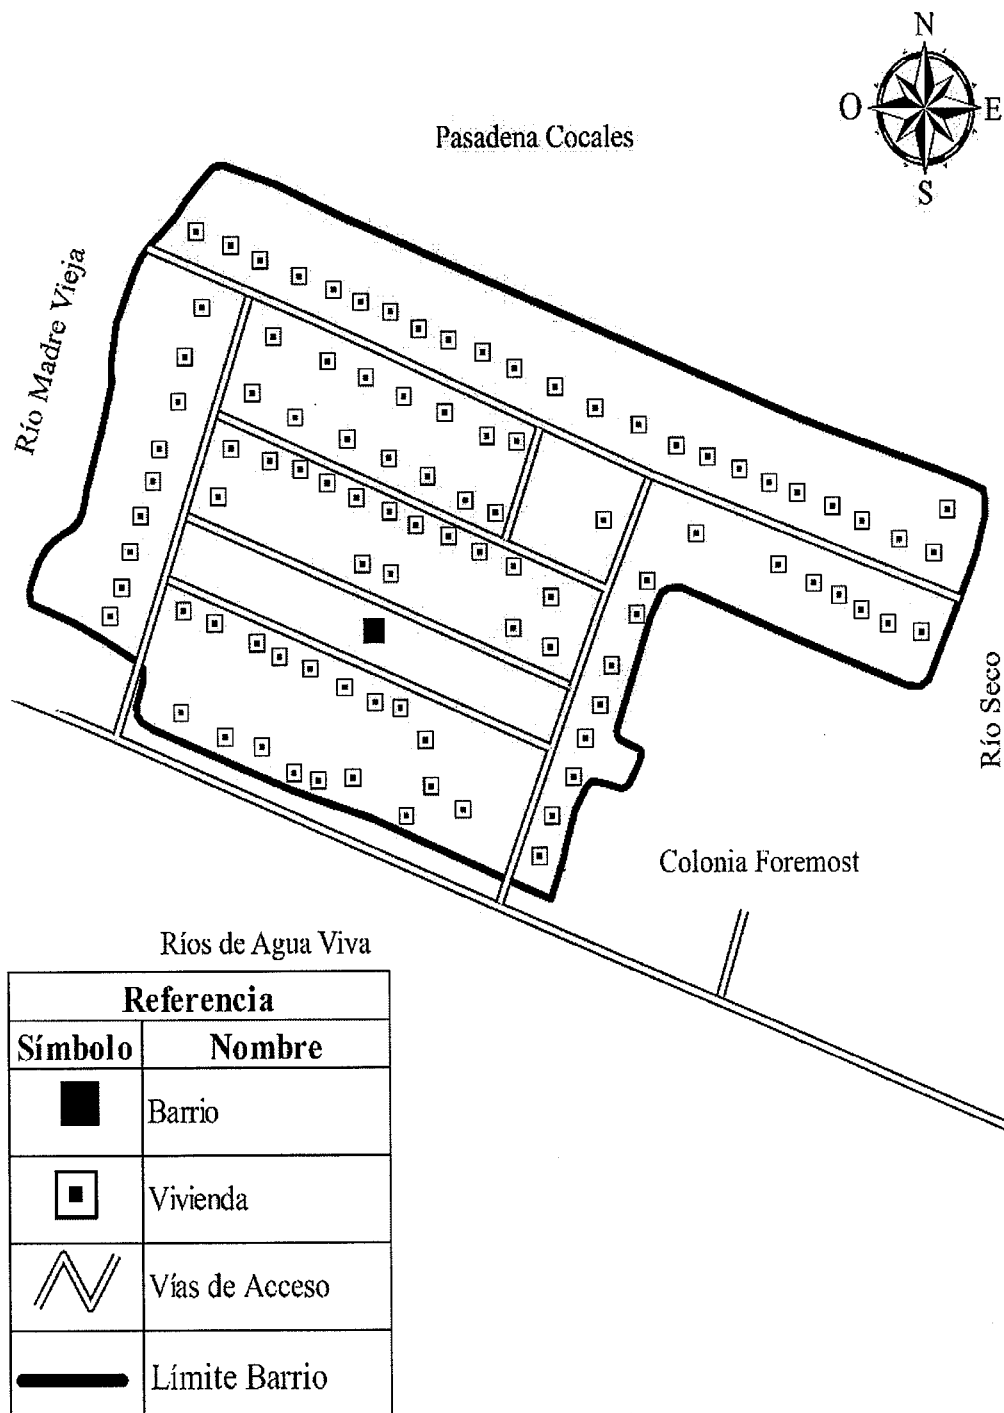 N
O
E
S
Pasadena Cocales
Río Madre Vieja
Río Seco
Colonia Foremost
Ríos de Agua Viva
Referencia
Símbolo Nombre
Barrio
Vivienda
Vías de Acceso
Límite Barrio